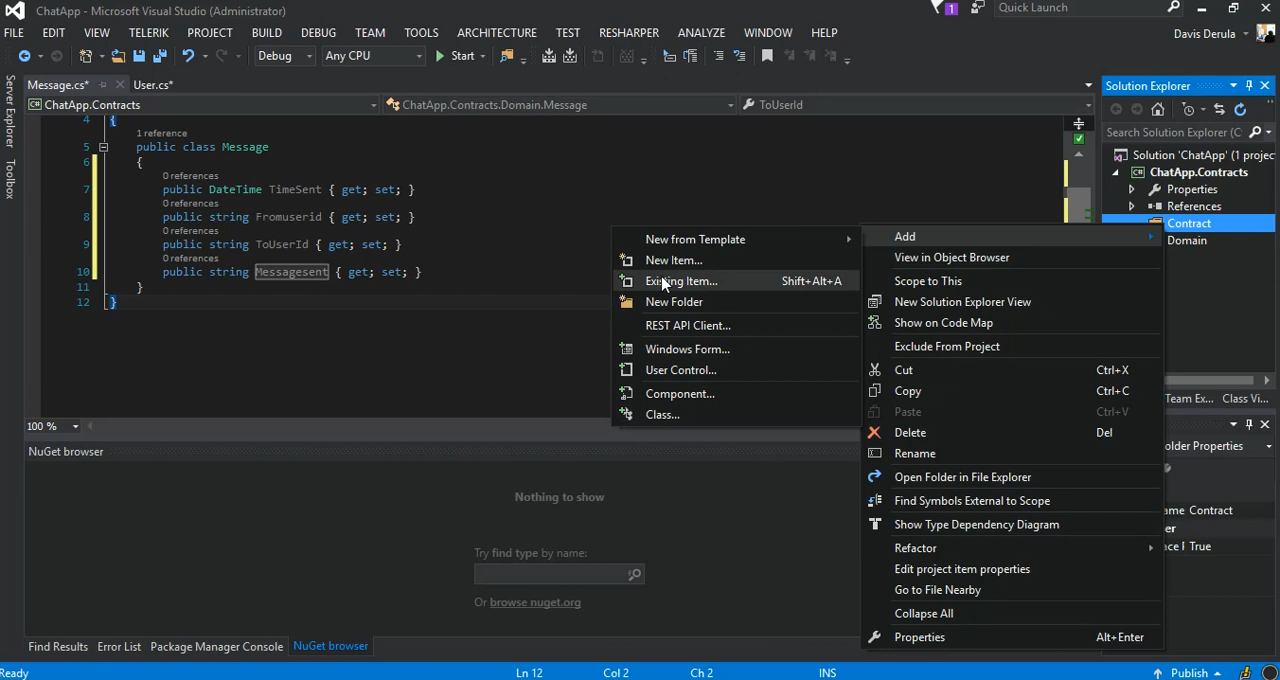 ChatApp - Microsoft Visual Studio (Administrator)
1
Quick Launch
FILE EDIT VIEW TELERIK PROJECT BUILD DEBUG TEAM TOOLS ARCHITECTURE TEST RESHARPER ANALYZE WINDOW HELP
Davis Derula
Debug Any CPU Start
Server Explorer
Toolbox
Message.cs* User.cs*
ChatApp.Contracts ChatApp.Contracts.Domain.Message ToUserId
4 {
1 reference
5 public class Message
6 {
0 references
7 public DateTime TimeSent { get; set; }
0 references
8 public string Fromuserid { get; set; }
0 references
9 public string ToUserId { get; set; }
0 references
10 public string Messagesent { get; set; }
11 }
12 }
100 %
NuGet browser
Nothing to show
Try find type by name:
Or browse nuget.org
Find Results Error List Package Manager Console NuGet browser
Ready Ln 12 Col 2 Ch 2 INS Publish
New from Template
New Item...
Existing Item... Shift+Alt+A
New Folder
REST API Client...
Windows Form...
User Control...
Component...
Class...
Add
View in Object Browser
Scope to This
New Solution Explorer View
Show on Code Map
Exclude From Project
Cut Ctrl+X
Copy Ctrl+C
Paste Ctrl+V
Delete Del
Rename
Open Folder in File Explorer
Find Symbols External to Scope
Show Type Dependency Diagram
Refactor
Edit project item properties
Go to File Nearby
Collapse All
Properties Alt+Enter
Solution Explorer
Search Solution Explorer (C
Solution 'ChatApp' (1 projec
ChatApp.Contracts
Properties
References
Contract
Domain
Team Ex... Class Vi...
older Properties
ame Contract
er
ace P True